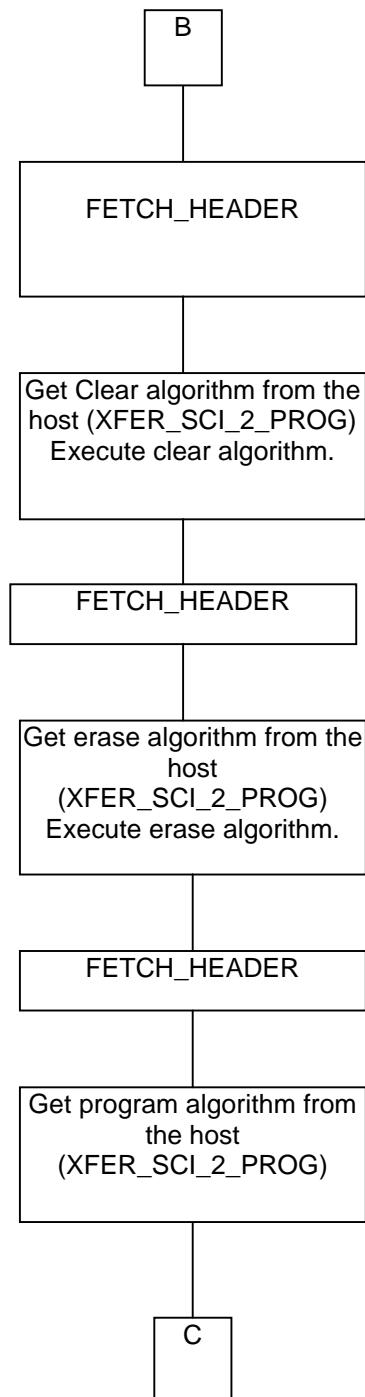 B
FETCH_HEADER
Get Clear algorithm from the
host (XFER_SCI_2_PROG)
Execute clear algorithm.
FETCH_HEADER
Get erase algorithm from the
host
(XFER_SCI_2_PROG)
Execute erase algorithm.
FETCH_HEADER
Get program algorithm from
the host
(XFER_SCI_2_PROG)
C